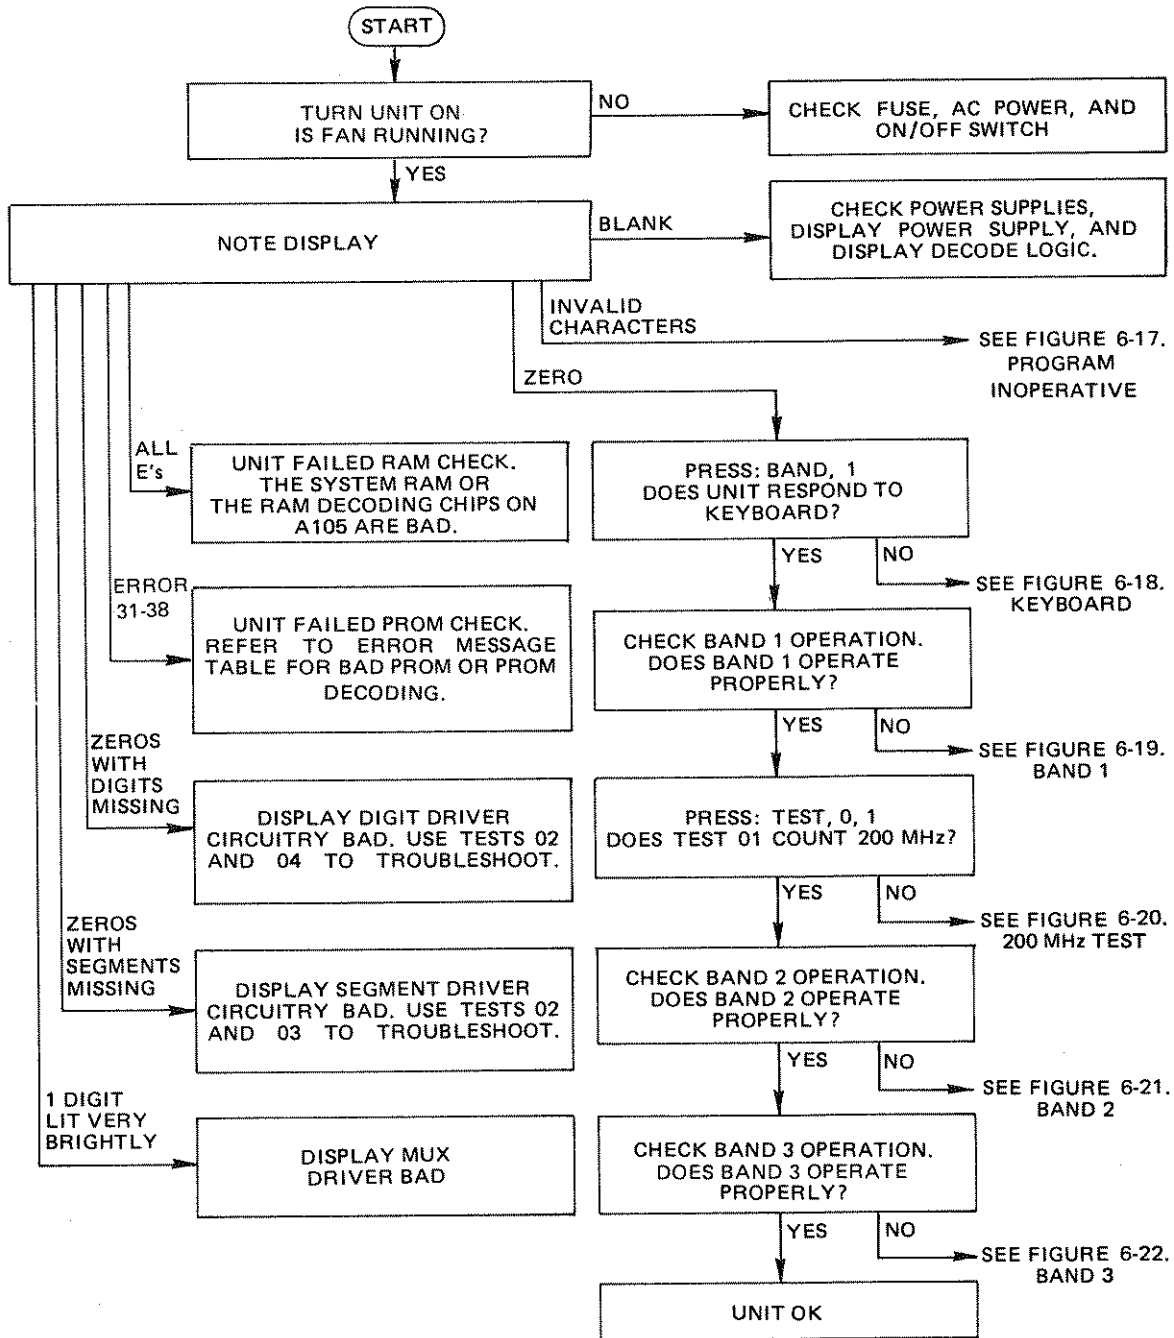 START
TURN UNIT ON
IS FAN RUNNING?
NO
CHECK FUSE, AC POWER, AND
ON/OFF SWITCH
YES
NOTE DISPLAY
BLANK
CHECK POWER SUPPLIES,
DISPLAY POWER SUPPLY, AND
DISPLAY DECODE LOGIC.
INVALID
CHARACTERS
SEE FIGURE 6-17.
PROGRAM
INOPERATIVE
ZERO
ALL
E's
UNIT FAILED RAM CHECK.
THE SYSTEM RAM OR
THE RAM DECODING CHIPS ON
A105 ARE BAD.
PRESS: BAND, 1
DOES UNIT RESPOND TO
KEYBOARD?
YES
NO
SEE FIGURE 6-18.
KEYBOARD
ERROR
31-38
UNIT FAILED PROM CHECK.
REFER TO ERROR MESSAGE
TABLE FOR BAD PROM OR PROM
DECODING.
CHECK BAND 1 OPERATION.
DOES BAND 1 OPERATE
PROPERLY?
YES
NO
SEE FIGURE 6-19.
BAND 1
ZEROS
WITH
DIGITS
MISSING
DISPLAY DIGIT DRIVER
CIRCUITRY BAD. USE TESTS 02
AND 04 TO TROUBLESHOOT.
PRESS: TEST, 0, 1
DOES TEST 01 COUNT 200 MHz?
YES
NO
SEE FIGURE 6-20.
200 MHz TEST
ZEROS
WITH
SEGMENTS
MISSING
DISPLAY SEGMENT DRIVER
CIRCUITRY BAD. USE TESTS 02
AND 03 TO TROUBLESHOOT.
CHECK BAND 2 OPERATION.
DOES BAND 2 OPERATE
PROPERLY?
YES
NO
SEE FIGURE 6-21.
BAND 2
1 DIGIT
LIT VERY
BRIGHTLY
DISPLAY MUX
DRIVER BAD
CHECK BAND 3 OPERATION.
DOES BAND 3 OPERATE
PROPERLY?
YES
NO
SEE FIGURE 6-22.
BAND 3
UNIT OK